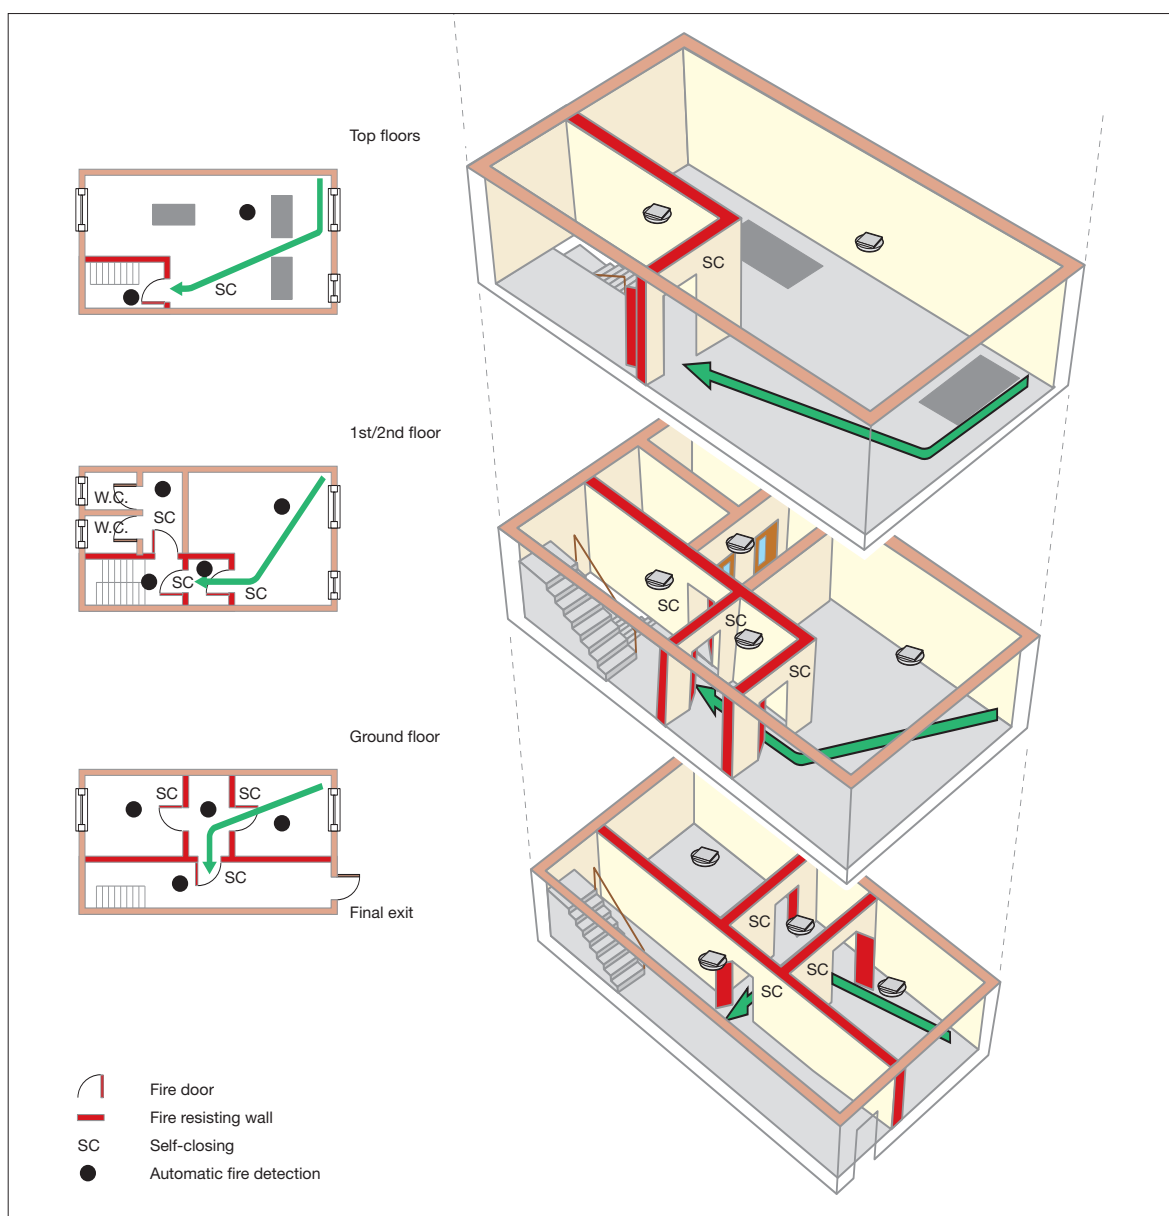 Top floors
SC
SC
1st/2nd floor
W.C.
W.C.
SC
SC
SC
SC
SC
SC
Ground floor
SC
SC
SC
Final exit
SC
SC
SC
Fire door
Fire resisting wall
SC
Self-closing
Automatic fire detection